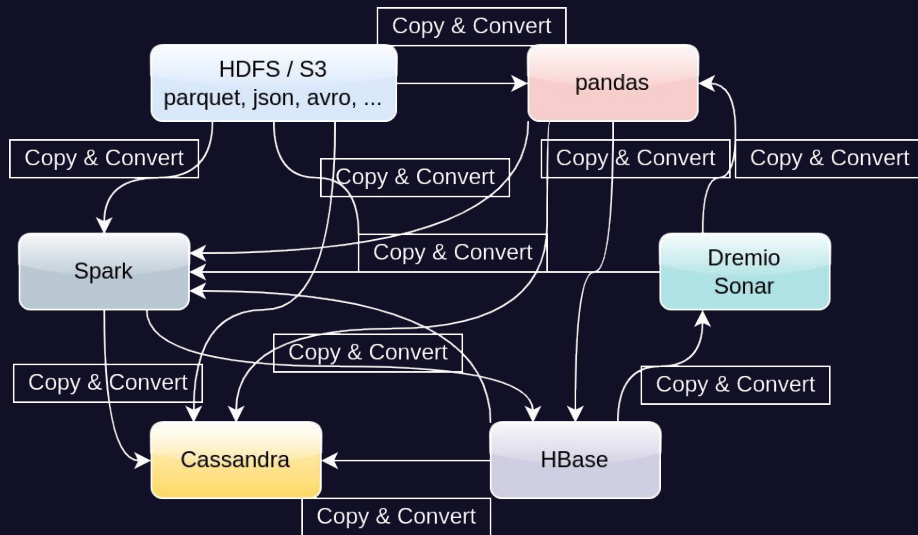 Copy & Convert
HDFS / S3
parquet, json, avro, ...
pandas
Copy & Convert
Copy & Convert
Copy & Convert
Copy & Convert
Copy & Convert
Spark
Dremio
Sonar
Copy & Convert
Copy & Convert
Copy & Convert
Cassandra
HBase
Copy & Convert